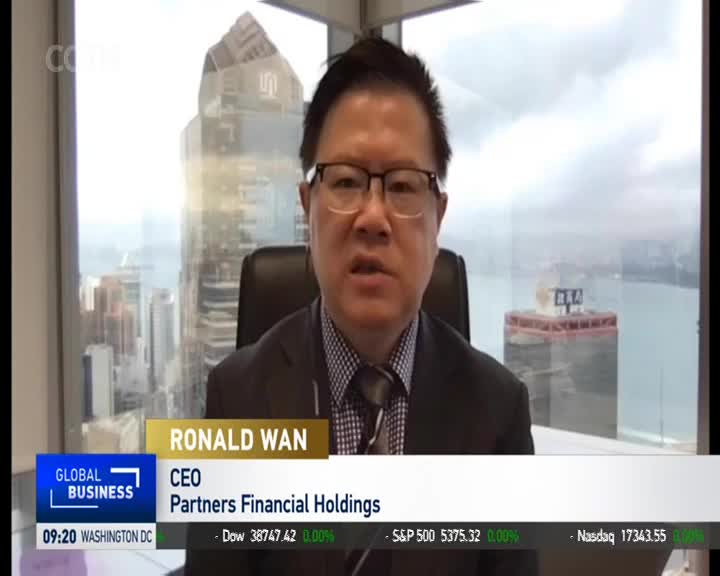 CGTN
RONALD WAN
CEO
Partners Financial Holdings
GLOBAL
BUSINESS
09:20 WASHINGTON DC % - Dow 38747.42 0.00% - S&P 500 5375.32 0.00% - Nasdaq 17343.55 0.00%